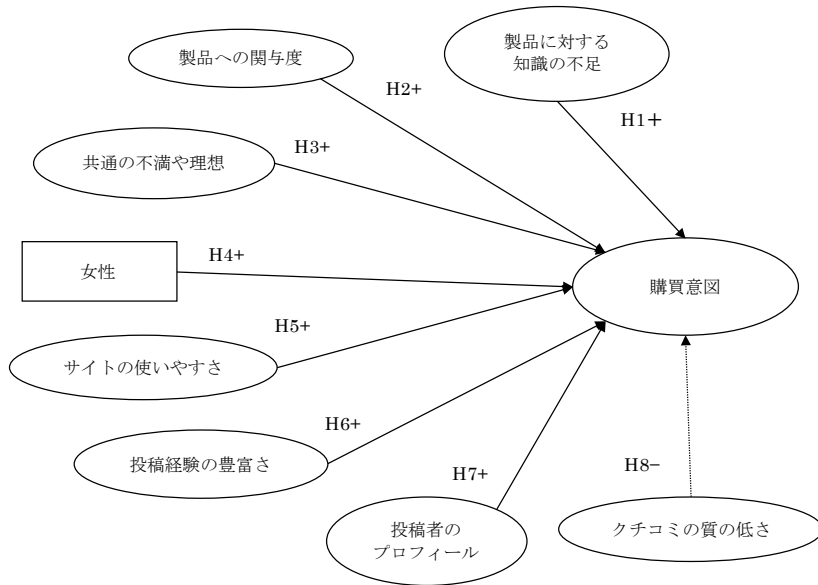 製品に対する
知識の不足
製品への関与度
H2+
H1＋
共通の不満や理想
H3+
女性
H4+
購買意図
サイトの使いやすさ
H5+
投稿経験の豊富さ
H6+
H7+
H8−
投稿者の
プロフィール
クチコミの質の低さ